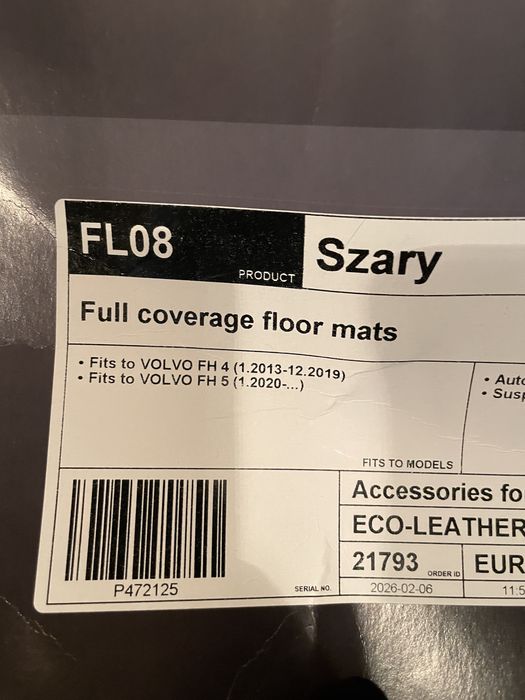 FL08
PRODUCT
Szary
Full coverage floor mats
• Fits to VOLVO FH 4 (1.2013-12.2019)
• Fits to VOLVO FH 5 (1.2020-...)
FITS TO MODELS
P472125
SERIAL NO.
Accessories fo
ECO-LEATHER
21793
ORDER ID
EUR
2026-02-06
11:5